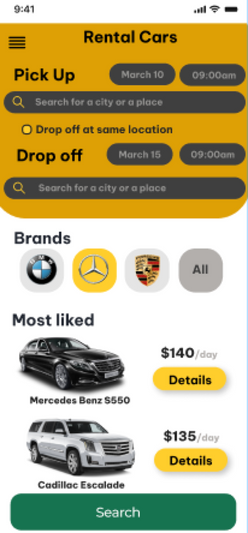 9:41
Rental Cars
Pick Up March 10 09:00am
Search for a city or a place
Drop off at same location
Drop off March 15 09:00am
Search for a city or a place
Brands
All
Most liked
$140/day
Details
Mercedes Benz S550
$135/day
Details
Cadillac Escalade
Search